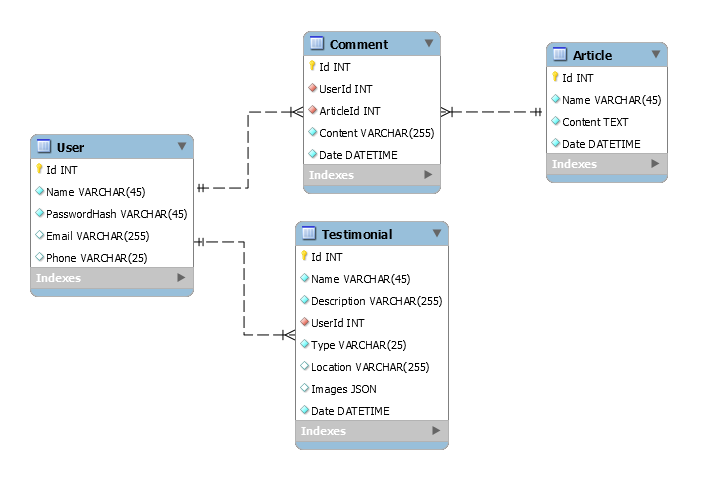 Comment
Id INT
UserId INT
ArticleId INT
Content VARCHAR(255)
Date DATETIME
Indexes
Article
Id INT
Name VARCHAR(45)
Content TEXT
Date DATETIME
Indexes
User
Id INT
Name VARCHAR(45)
PasswordHash VARCHAR(45)
Email VARCHAR(255)
Phone VARCHAR(25)
Indexes
Testimonial
Id INT
Name VARCHAR(45)
Description VARCHAR(255)
UserId INT
Type VARCHAR(25)
Location VARCHAR(255)
Images JSON
Date DATETIME
Indexes